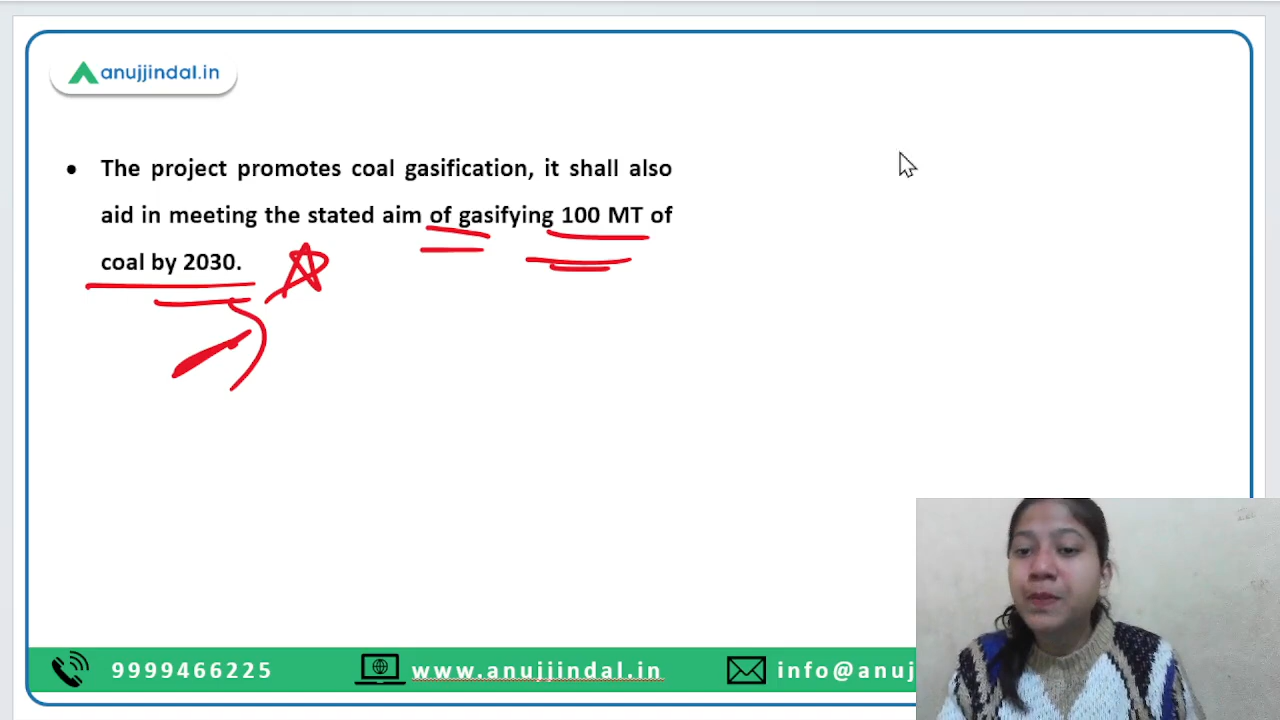 anujjindal.in
• The project promotes coal gasification, it shall also
aid in meeting the stated aim of gasifying 100 MT of
coal by 2030.
9999466225 www.anujjindal.in info@anuj